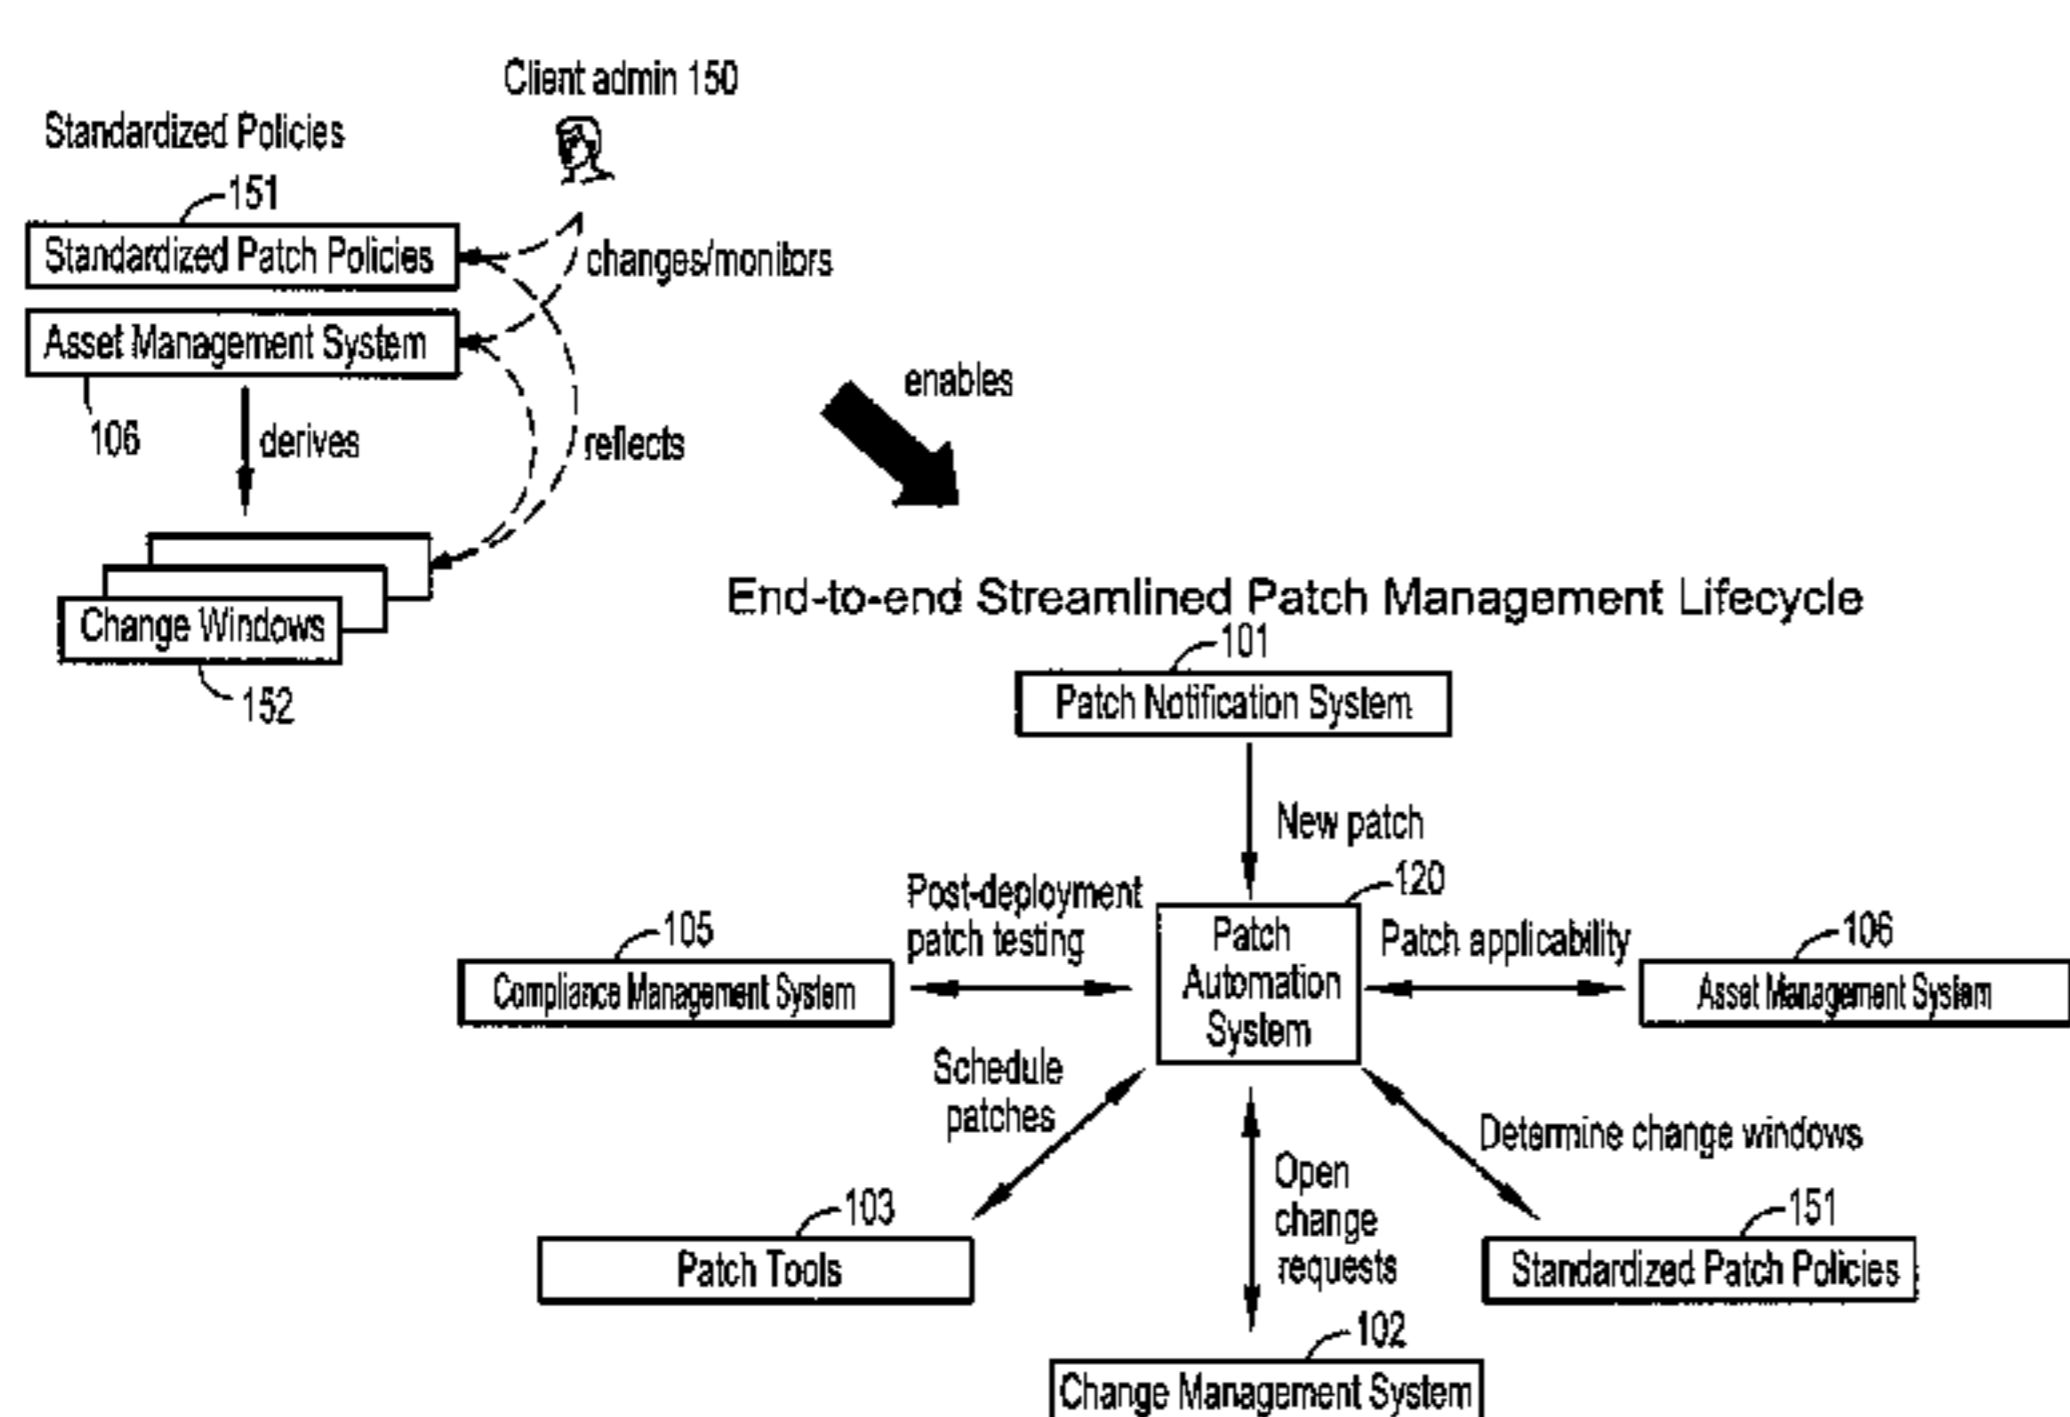 Client admin 150
Standardized Policies
151
Standardized Patch Policies
changes/monitors
Asset Management System
106
derives
reflects
enables
Change Windows
152
End-to-end Streamlined Patch Management Lifecycle
101
Patch Notification System
New patch
120
Post-deployment
patch testing
Patch
Automation
System
Patch applicability
105
106
Compliance Management System
Asset Management System
Schedule
patches
Determine change windows
Open
change
requests
103
Patch Tools
151
Standardized Patch Policies
102
Change Management System